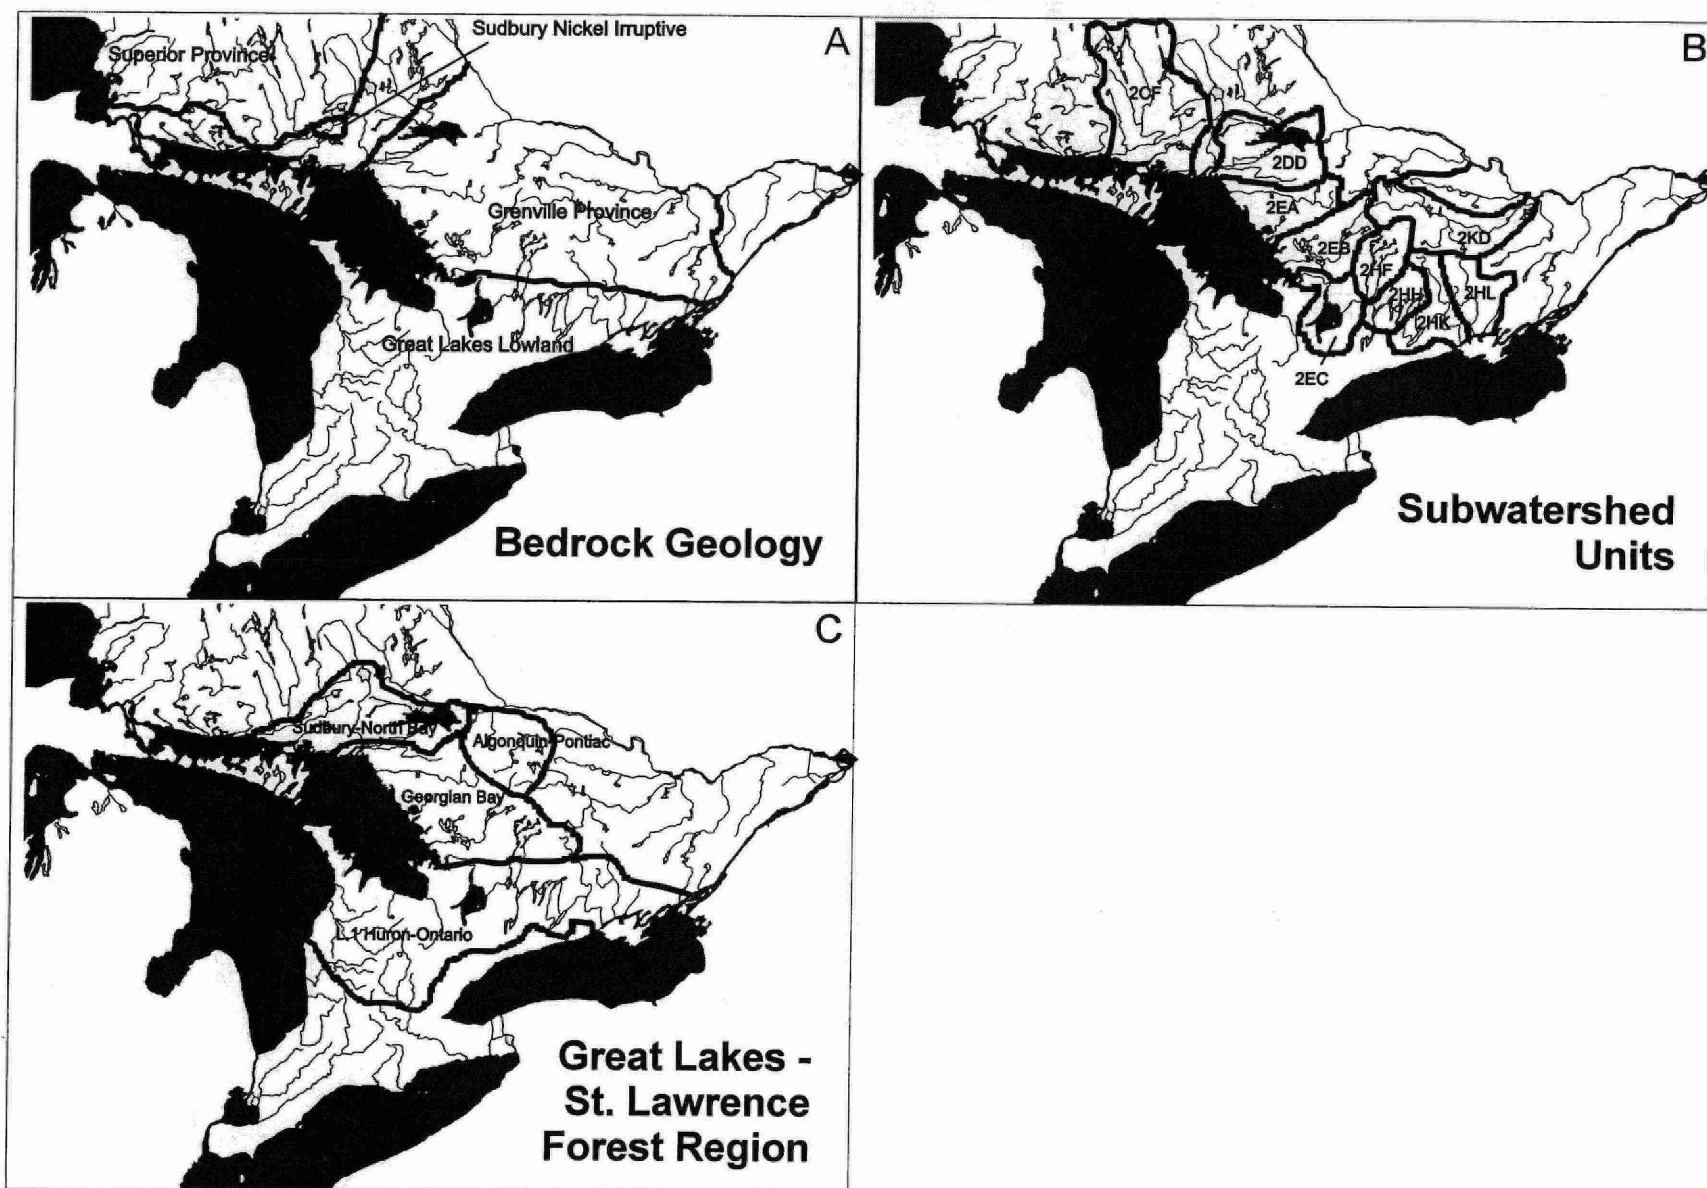 A
Sudbury Nickel Irruptive
Superior Province
Grenville Province
Great Lakes Lowland
Bedrock Geology
B
2CF
2DD
2EA
2EB
2KD
2HF
2HH
2HL
2HK
2EC
Subwatershed
Units
C
Sudbury-North Bay
Algonquin-Pontiac
Georgian Bay
L.1 Huron-Ontario
Great Lakes -
St. Lawrence
Forest Region